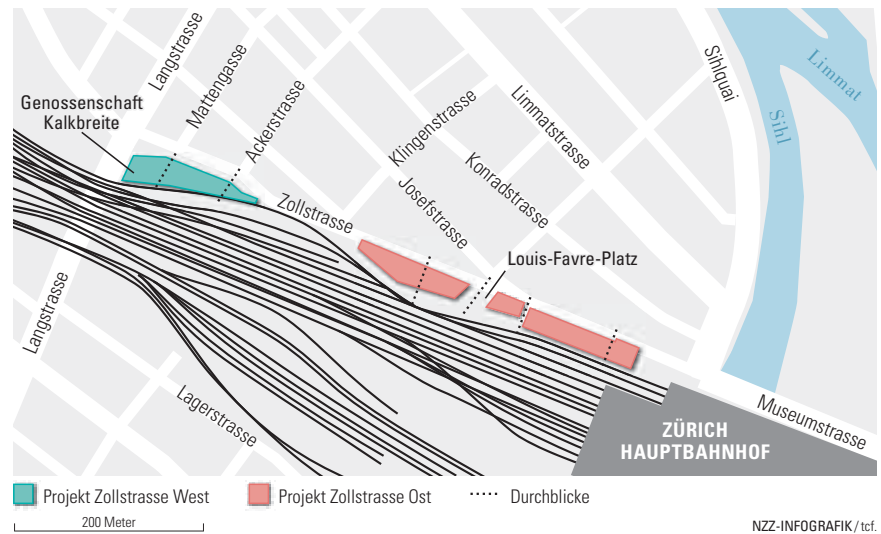 Langstrasse
Mattengasse
Ackerstrasse
Genossenschaft
Kalkbreite
Klingenstrasse
Limmatstrasse
Sihlquai
Limmat
Sihl
Konradstrasse
Josefstrasse
Zollstrasse
Louis-Favre-Platz
Langstrasse
Lagerstrasse
Museumstrasse
ZÜRICH
HAUPTBAHNHOF
Projekt Zollstrasse West
Projekt Zollstrasse Ost
Durchblicke
200 Meter
NZZ-INFOGRAFIK / tcf.